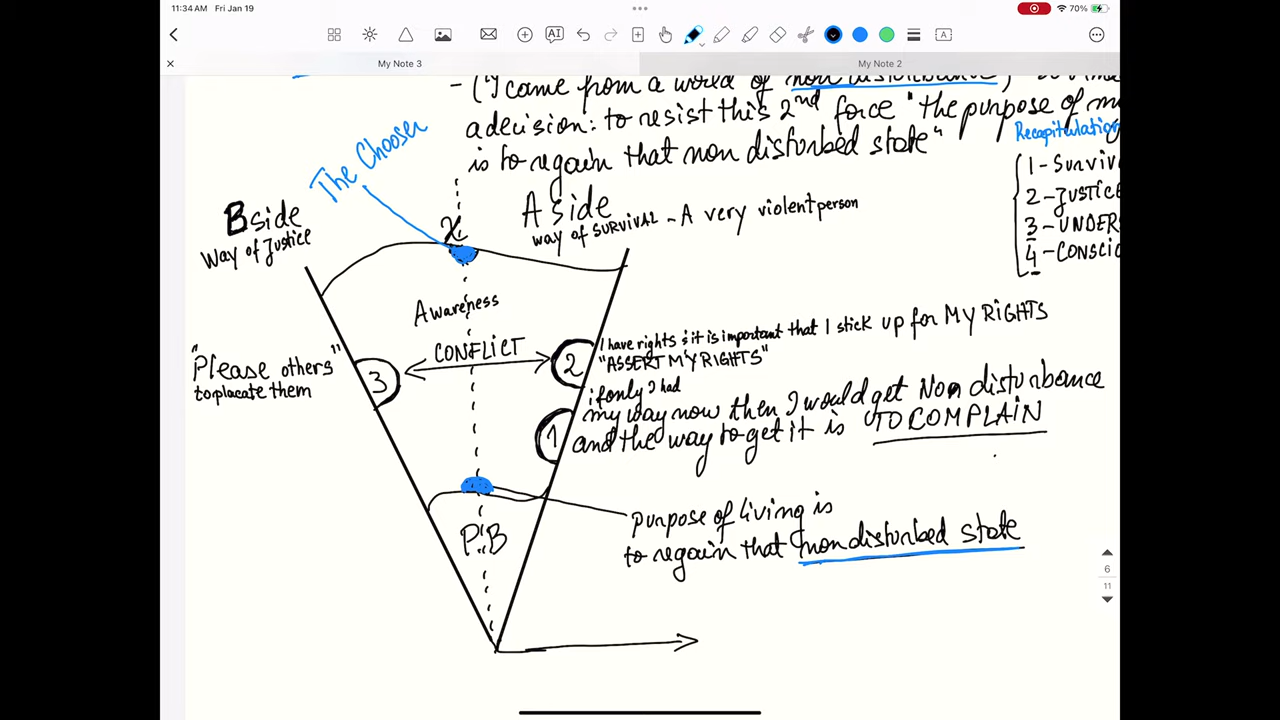 11:34AM Fri Jan 19
70%
My Note 3
My Note 2
- (I came from a world of non disturbance)
a decision: to resist this 2nd force "the purpose of my
is to regain that non disturbed state"
Recapitulation
1- Surviv
2- JUSTICE
3- UNDERS
4- CONSCIO
The Chooser
B side
Way of Justice
X
A side
way of SURVIVAL - A very violent person
Awareness
CONFLICT
"Please others"
to placate them
3
2
I have rights & it is important that I stick up for MY RIGHTS
"ASSERT MY RIGHTS"
if only I had
my way now then I would get Non disturbance
1
and the way to get it is TO COMPLAIN
P:B
Purpose of living is
to regain that non disturbed state
6
11